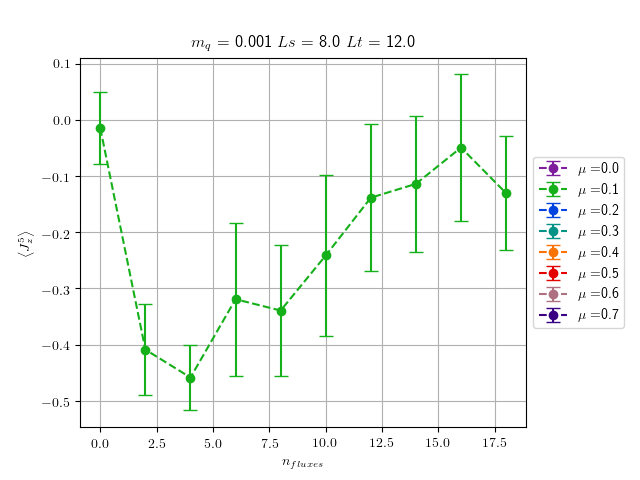 m_q = 0.001 Ls = 8.0 Lt = 12.0
0.1
0.0
−0.1
−0.2
−0.3
−0.4
−0.5
⟨J_z^5⟩
0.0 2.5 5.0 7.5 10.0 12.5 15.0 17.5
n_{fluxes}
μ =0.0
μ =0.1
μ =0.2
μ =0.3
μ =0.4
μ =0.5
μ =0.6
μ =0.7